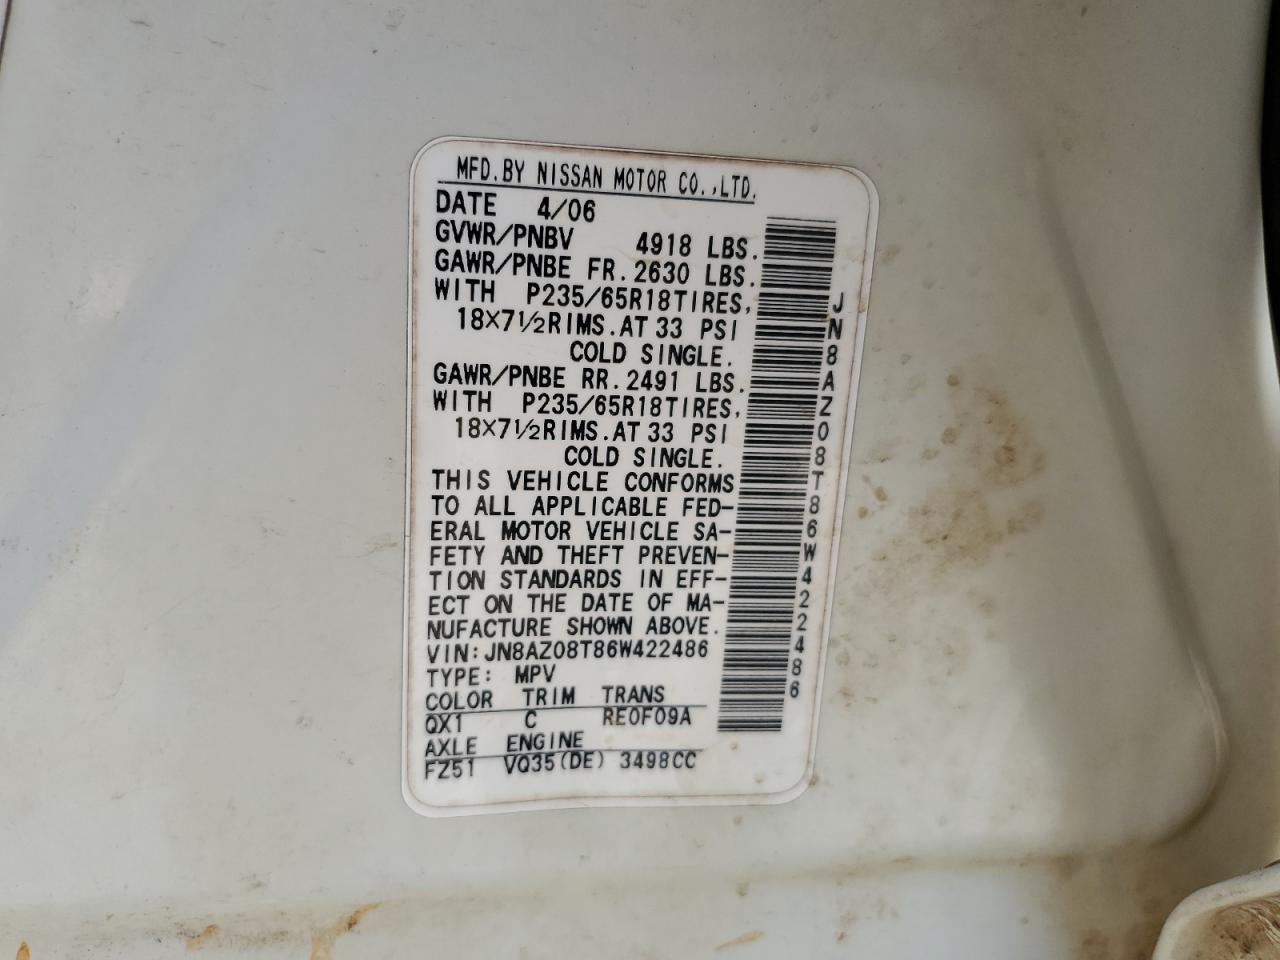 MFD.BY NISSAN MOTOR CO.,LTD.
DATE 4/06
GVWR/PNBV 4918 LBS.
GAWR/PNBE FR.2630 LBS.
WITH P235/65R18TIRES,
18X7½RIMS.AT 33 PSI
COLD SINGLE.
GAWR/PNBE RR.2491 LBS.
WITH P235/65R18TIRES,
18X7½RIMS.AT 33 PSI
COLD SINGLE.
THIS VEHICLE CONFORMS
TO ALL APPLICABLE FED-
ERAL MOTOR VEHICLE SA-
FETY AND THEFT PREVEN-
TION STANDARDS IN EFF-
ECT ON THE DATE OF MA-
NUFACTURE SHOWN ABOVE.
VIN:JN8AZ08T86W422486
TYPE: MPV
COLOR TRIM TRANS
QX1 C RE0F09A
AXLE ENGINE
FZ51 VQ35(DE) 3498CC
JN8AZ08T86W422486